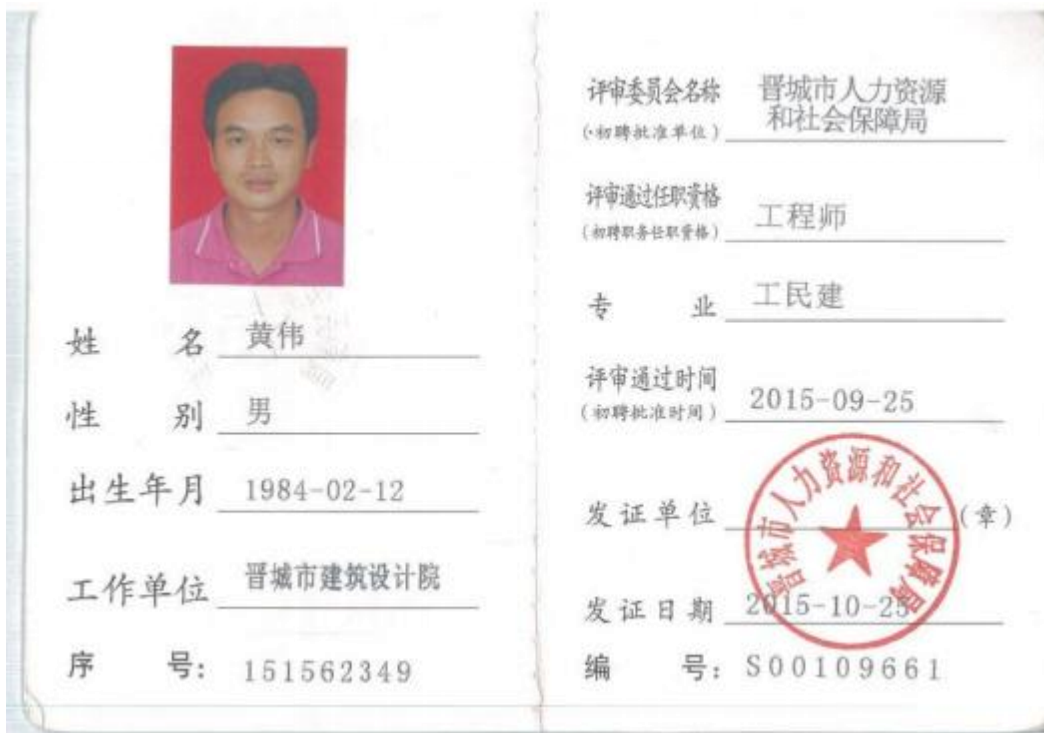 姓 名 黄伟
性 别 男
出生年月 1984-02-12
工作单位 晋城市建筑设计院
序 号: 151562349
评审委员会名称 晋城市人力资源
(初聘批准单位) 和社会保障局
评审通过任职资格 工程师
(初聘职务任职资格)
专 业 工民建
评审通过时间 2015-09-25
(初聘批准时间)
晋城市人力资源和社会保障局
发证单位 (章)
发证日期 2015-10-25
编 号: S00109661